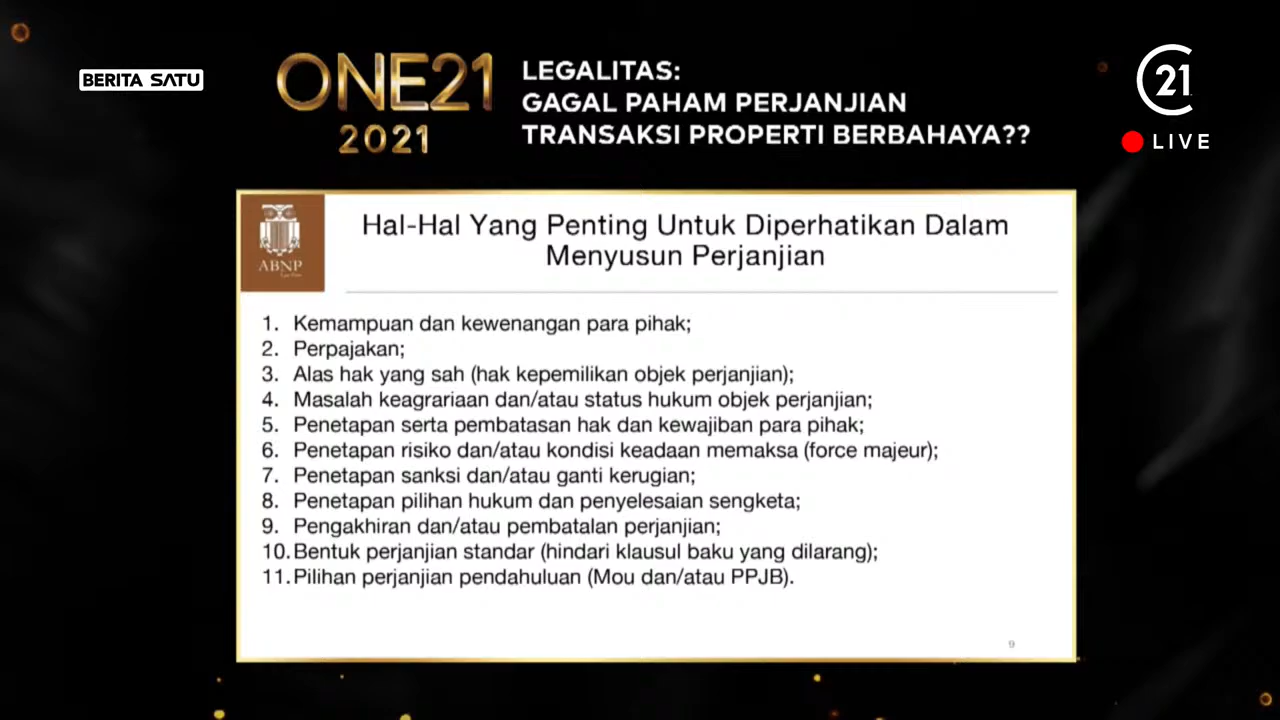 BERITA SATU
ONE21
2021
LEGALITAS:
GAGAL PAHAM PERJANJIAN
TRANSAKSI PROPERTI BERBAHAYA??
C21
LIVE
ABNP
Hal-Hal Yang Penting Untuk Diperhatikan Dalam
Menyusun Perjanjian
1. Kemampuan dan kewenangan para pihak;
2. Perpajakan;
3. Alas hak yang sah (hak kepemilikan objek perjanjian);
4. Masalah keagrariaan dan/atau status hukum objek perjanjian;
5. Penetapan serta pembatasan hak dan kewajiban para pihak;
6. Penetapan risiko dan/atau kondisi keadaan memaksa (force majeur);
7. Penetapan sanksi dan/atau ganti kerugian;
8. Penetapan pilihan hukum dan penyelesaian sengketa;
9. Pengakhiran dan/atau pembatalan perjanjian;
10. Bentuk perjanjian standar (hindari klausul baku yang dilarang);
11. Pilihan perjanjian pendahuluan (Mou dan/atau PPJB).
9